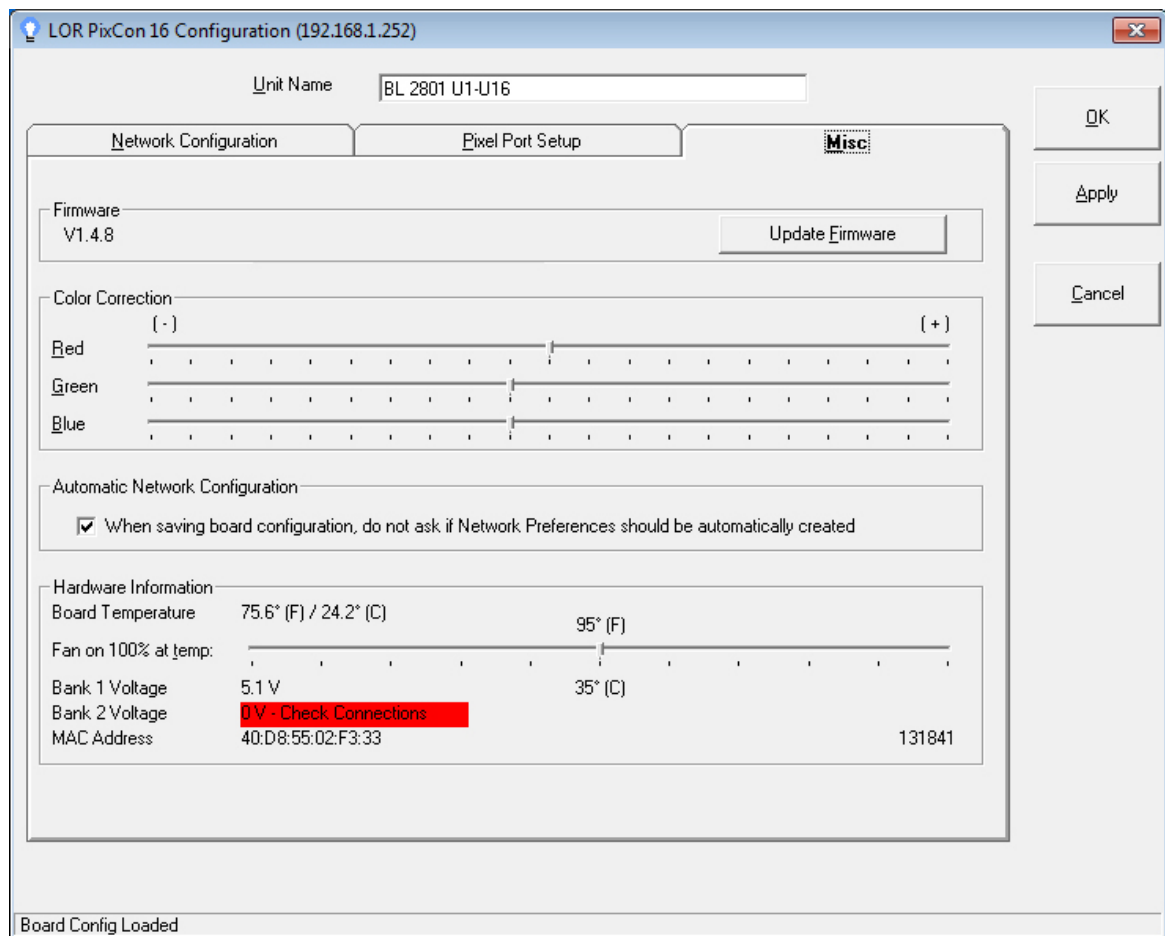 LOR PixCon 16 Configuration (192.168.1.252)
Unit Name BL 2801 U1-U16
OK
Apply
Cancel
Network Configuration Pixel Port Setup Misc
Firmware
V1.4.8 Update Firmware
Color Correction
( - ) ( + )
Red
Green
Blue
Automatic Network Configuration
When saving board configuration, do not ask if Network Preferences should be automatically created
Hardware Information
Board Temperature 75.6° (F) / 24.2° (C)
95° (F)
Fan on 100% at temp:
Bank 1 Voltage 5.1 V 35° (C)
Bank 2 Voltage 0 V - Check Connections
MAC Address 40:D8:55:02:F3:33 131841
Board Config Loaded